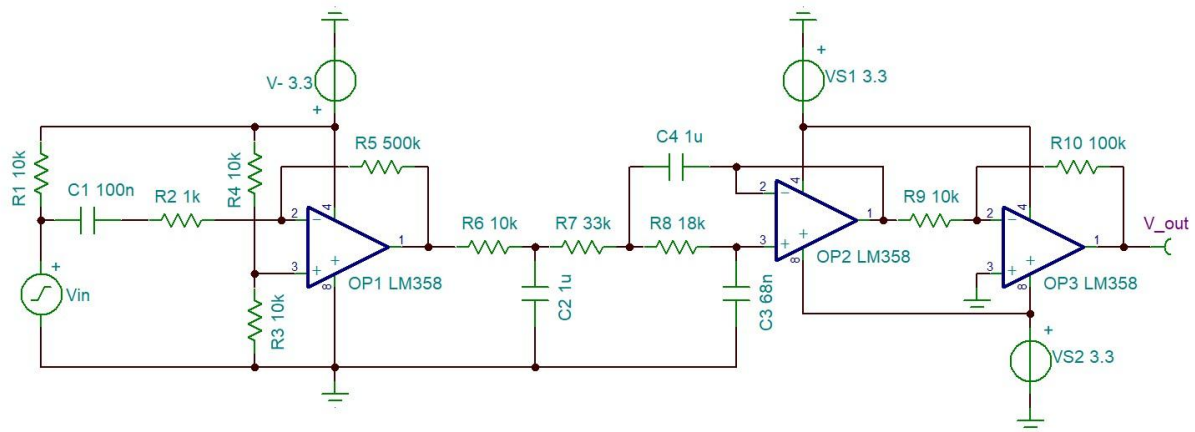 +
V- 3.3
+
VS1 3.3
C4 1u
R5 500k
R10 100k
R1 10k
C1 100n
R2 1k
R4 10k
2
4
1
3
8
+
+
OP1 LM358
R6 10k
R7 33k
R8 18k
2
4
1
3
8
+
+
OP2 LM358
R9 10k
2
4
1
3
8
+
+
OP3 LM358
V_out
+
Vin
R3 10k
C2 1u
C3 68n
+
VS2 3.3